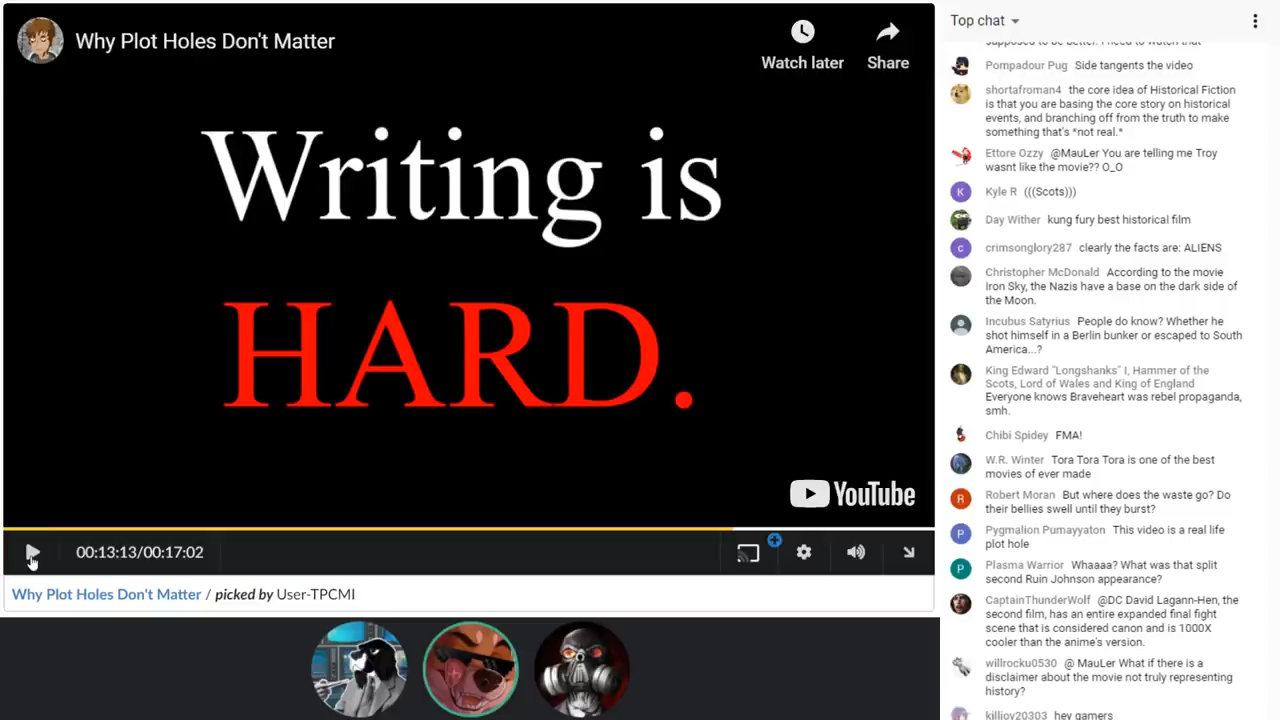 Why Plot Holes Don't Matter
Watch later
Share
Writing is
HARD.
YouTube
00:13:13/00:17:02
Why Plot Holes Don't Matter / picked by User-TPCMI
Top chat
supposed to be better. I need to watch that
Pompadour Pug Side tangents the video
shortafroman4 the core idea of Historical Fiction
is that you are basing the core story on historical
events, and branching off from the truth to make
something that's *not real.*
Ettore Ozzy @MauLer You are telling me Troy
wasnt like the movie?? O_O
K
Kyle R (((Scots)))
Day Wither kung fury best historical film
c
crimsonglory287 clearly the facts are: ALIENS
Christopher McDonald According to the movie
Iron Sky, the Nazis have a base on the dark side of
the Moon.
Incubus Satyrius People do know? Whether he
shot himself in a Berlin bunker or escaped to South
America...?
King Edward "Longshanks" I, Hammer of the
Scots, Lord of Wales and King of England
Everyone knows Braveheart was rebel propaganda,
smh.
Chibi Spidey FMA!
W.R. Winter Tora Tora Tora is one of the best
movies of ever made
R
Robert Moran But where does the waste go? Do
their bellies swell until they burst?
P
Pygmalion Pumayyaton This video is a real life
plot hole
P
Plasma Warrior Whaaaa? What was that split
second Ruin Johnson appearance?
CaptainThunderWolf @DC David Lagann-Hen, the
second film, has an entire expanded final fight
scene that is considered canon and is 1000X
cooler than the anime's version.
willrocku0530 @ MauLer What if there is a
disclaimer about the movie not truly representing
history?
killjoy20303 hey gamers